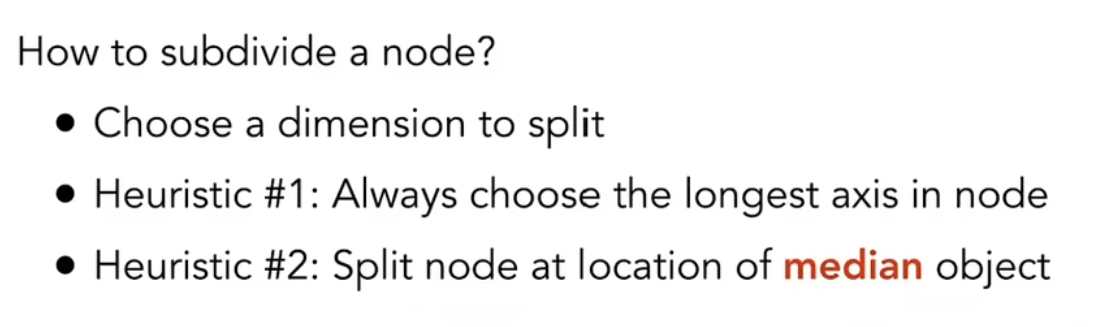 How to subdivide a node?
• Choose a dimension to split
• Heuristic #1: Always choose the longest axis in node
• Heuristic #2: Split node at location of median object